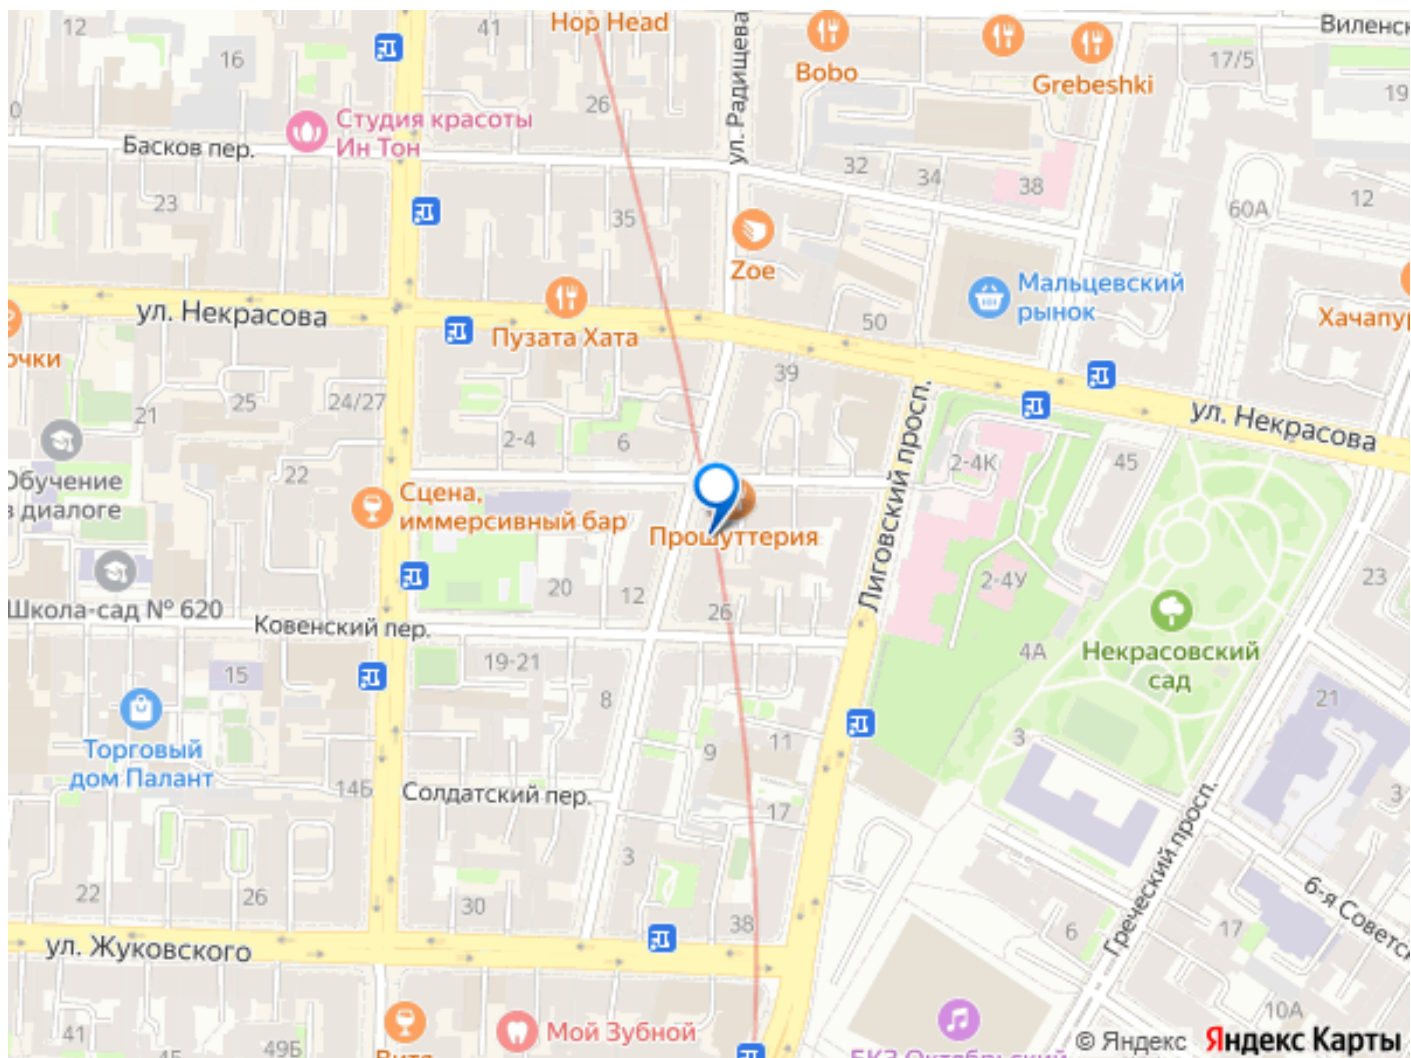 Hop Head
Виленск
12
41
ул. Радищева
Bobo
Grebeshki
17/5
16
19
26
0
Студия красоты
Ин Тон
Басков пер.
32
34
38
23
35
60А
12
Zoe
Мальцевский
рынок
ул. Некрасова
50
Хачапур
Пузата Хата
очки
39
21
25
24/27
2-4
6
Лиговский просп.
ул. Некрасова
22
2-4К
45
Обучение
в диалоге
Сцена,
иммерсивный бар
Прошуттерия
20
12
26
2-4У
23
Школа-сад № 620
Ковенский пер.
4А
Некрасовский
сад
15
19-21
8
21
Торговый
дом Палант
9
11
3
14Б
Солдатский пер.
17
3
3
Греческий просп.
22
26
30
38
6
17
6-я Советс
ул. Жуковского
10А
41
49Б
Вита
Мой Зубной
БКЗ Октябрьский
© Яндекс Яндекс Карты